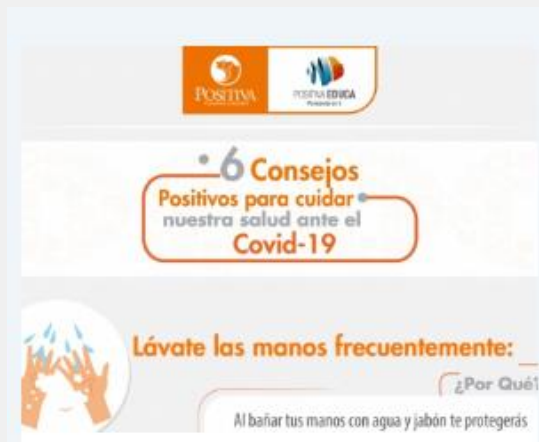 POSITIVA
POSITIVA EDUCA
6 Consejos
Positivos para cuidar
nuestra salud ante el
Covid-19
Lávate las manos frecuentemente:
¿Por Qué?
Al bañar tus manos con agua y jabón te protegerás